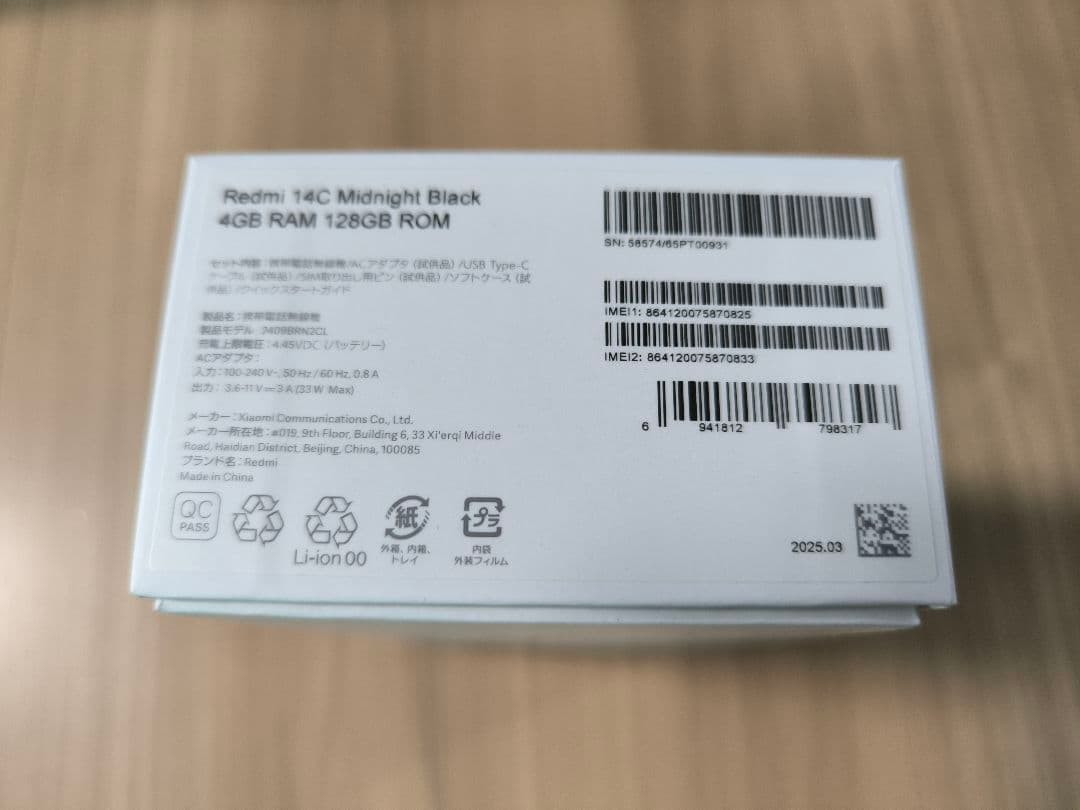 Redmi 14C Midnight Black
4GB RAM 128GB ROM
セット内容：携帯電話無線機/ACアダプタ（試供品）/USB Type-C
ケーブル（試供品）/SIM取り出し用ピン（試供品）/ソフトケース（試
供品）/クイックスタートガイド
製品名：携帯電話無線機
製品モデル：2409BRN2CL
充電上限電圧：4.45VDC（バッテリー）
ACアダプタ：
入力：100-240 V~, 50 Hz / 60 Hz, 0.8 A
出力： 3.6-11 V⎓3 A (33 W Max)
メーカー：Xiaomi Communications Co., Ltd.
メーカー所在地：#019, 9th Floor, Building 6, 33 Xi'erqi Middle
Road, Haidian District, Beijing, China, 100085
ブランド名：Redmi
Made in China
QC
PASS
Li-ion 00
紙
外箱、内箱、
トレイ
プラ
内袋
外装フィルム
SN: 58574/65PT00931
IMEI1: 864120075870825
IMEI2: 864120075870833
6 941812 798317
2025.03